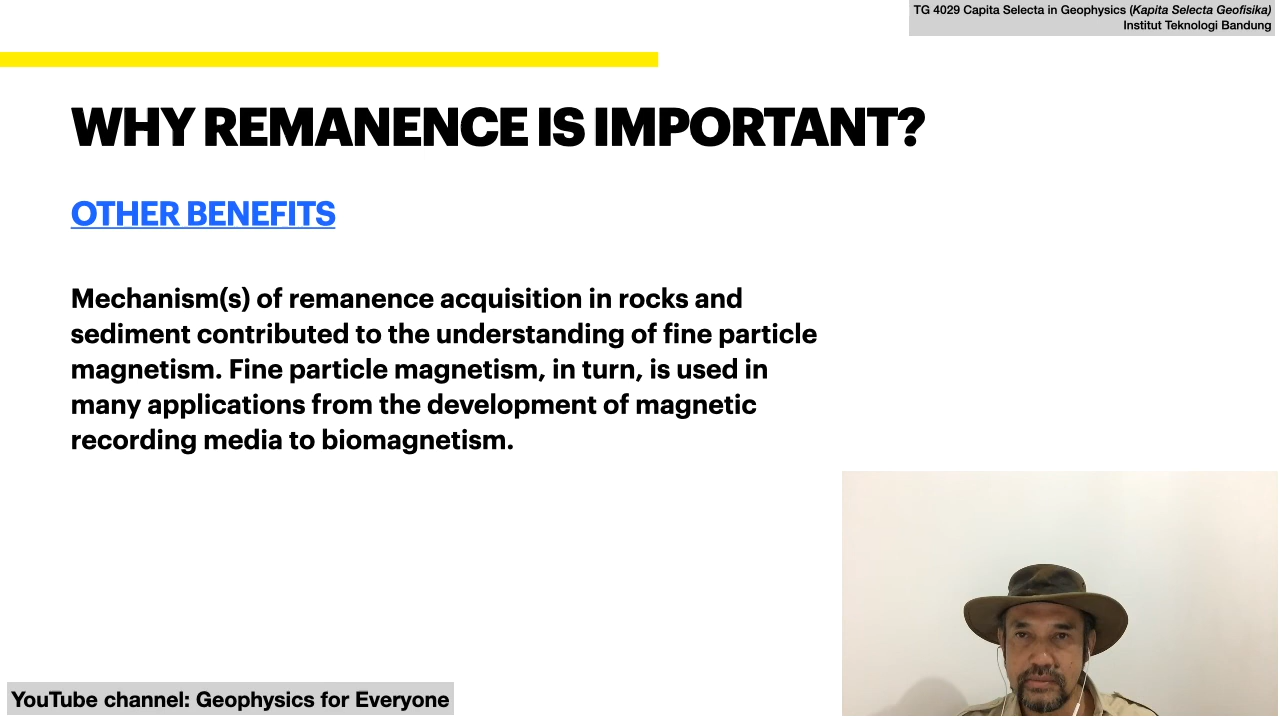 TG 4029 Capita Selecta in Geophysics (Kapita Selecta Geofisika)
Institut Teknologi Bandung
WHY REMANENCE IS IMPORTANT?
OTHER BENEFITS
Mechanism(s) of remanence acquisition in rocks and
sediment contributed to the understanding of fine particle
magnetism. Fine particle magnetism, in turn, is used in
many applications from the development of magnetic
recording media to biomagnetism.
YouTube channel: Geophysics for Everyone